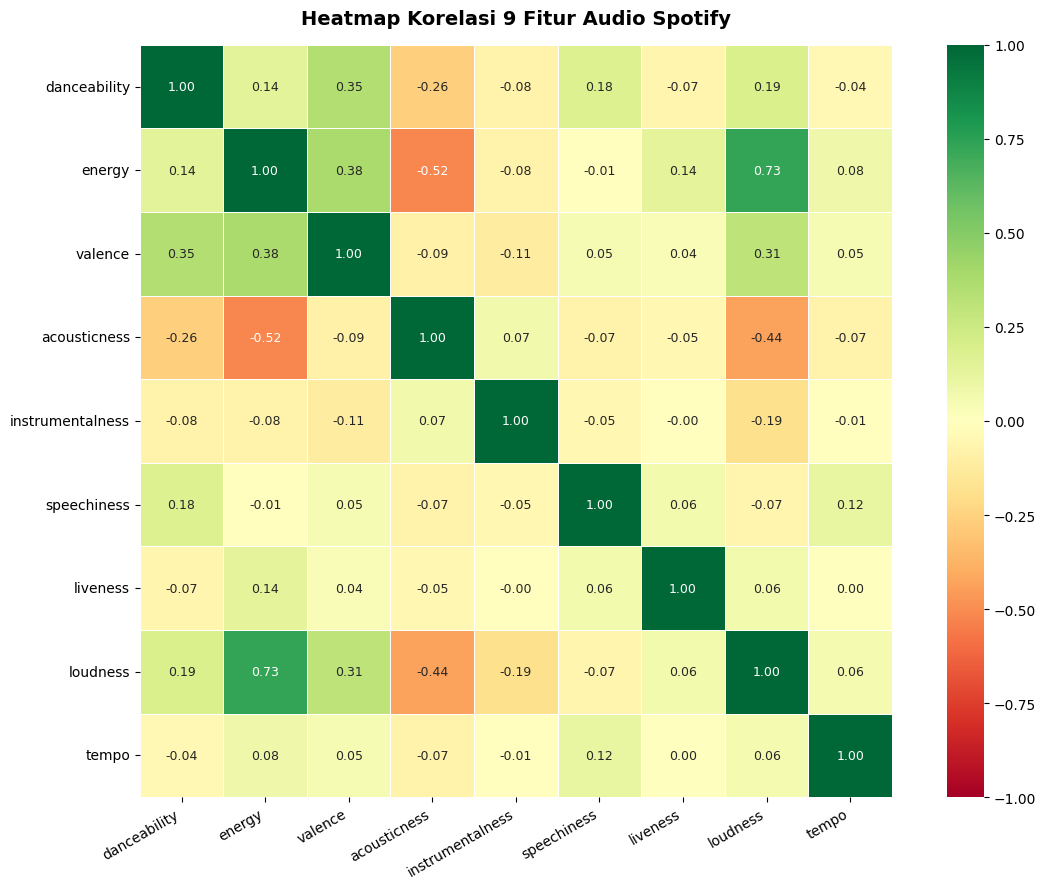 Heatmap Korelasi 9 Fitur Audio Spotify
danceability 1.00 0.14 0.35 -0.26 -0.08 0.18 -0.07 0.19 -0.04
energy 0.14 1.00 0.38 -0.52 -0.08 -0.01 0.14 0.73 0.08
valence 0.35 0.38 1.00 -0.09 -0.11 0.05 0.04 0.31 0.05
acousticness -0.26 -0.52 -0.09 1.00 0.07 -0.07 -0.05 -0.44 -0.07
instrumentalness -0.08 -0.08 -0.11 0.07 1.00 -0.05 -0.00 -0.19 -0.01
speechiness 0.18 -0.01 0.05 -0.07 -0.05 1.00 0.06 -0.07 0.12
liveness -0.07 0.14 0.04 -0.05 -0.00 0.06 1.00 0.06 0.00
loudness 0.19 0.73 0.31 -0.44 -0.19 -0.07 0.06 1.00 0.06
tempo -0.04 0.08 0.05 -0.07 -0.01 0.12 0.00 0.06 1.00
danceability energy valence acousticness instrumentalness speechiness liveness loudness tempo
1.00
0.75
0.50
0.25
0.00
−0.25
−0.50
−0.75
−1.00